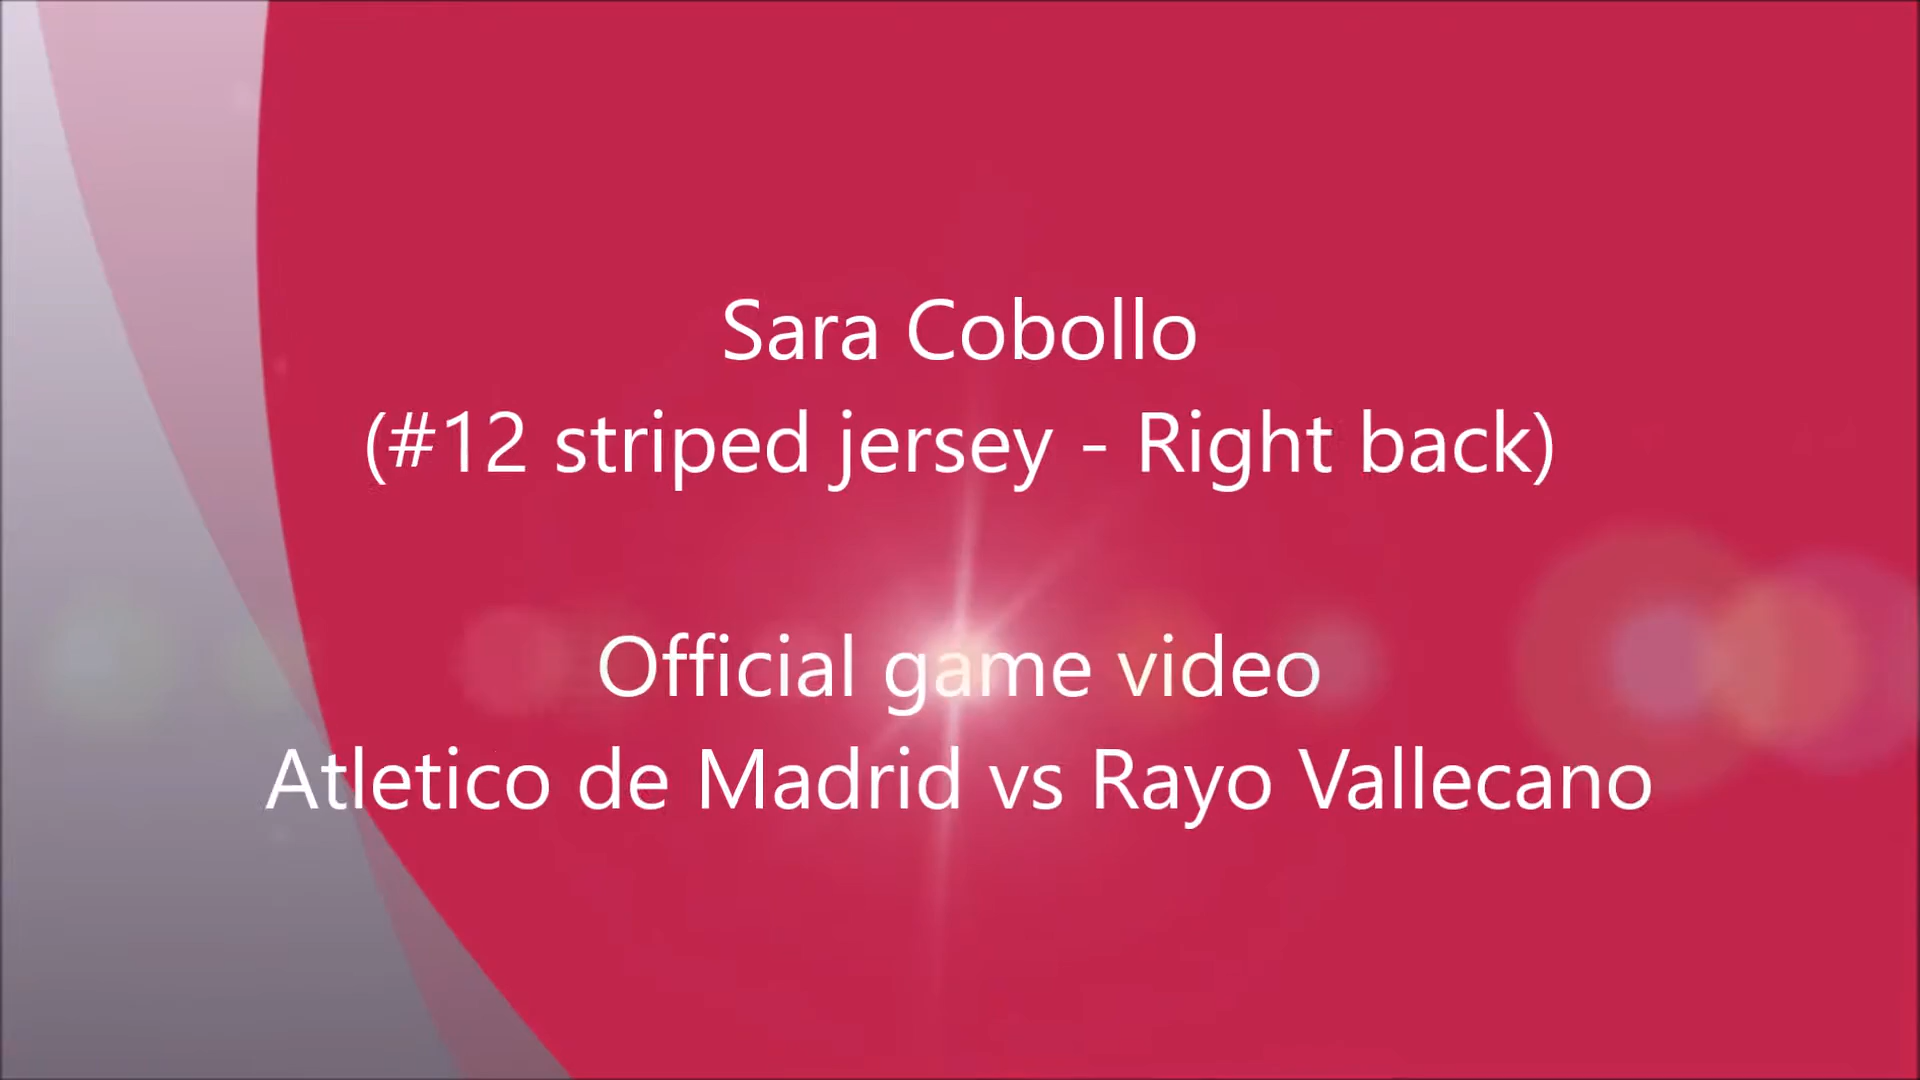 Sara Cobollo
(#12 striped jersey - Right back)
Official game video
Atletico de Madrid vs Rayo Vallecano